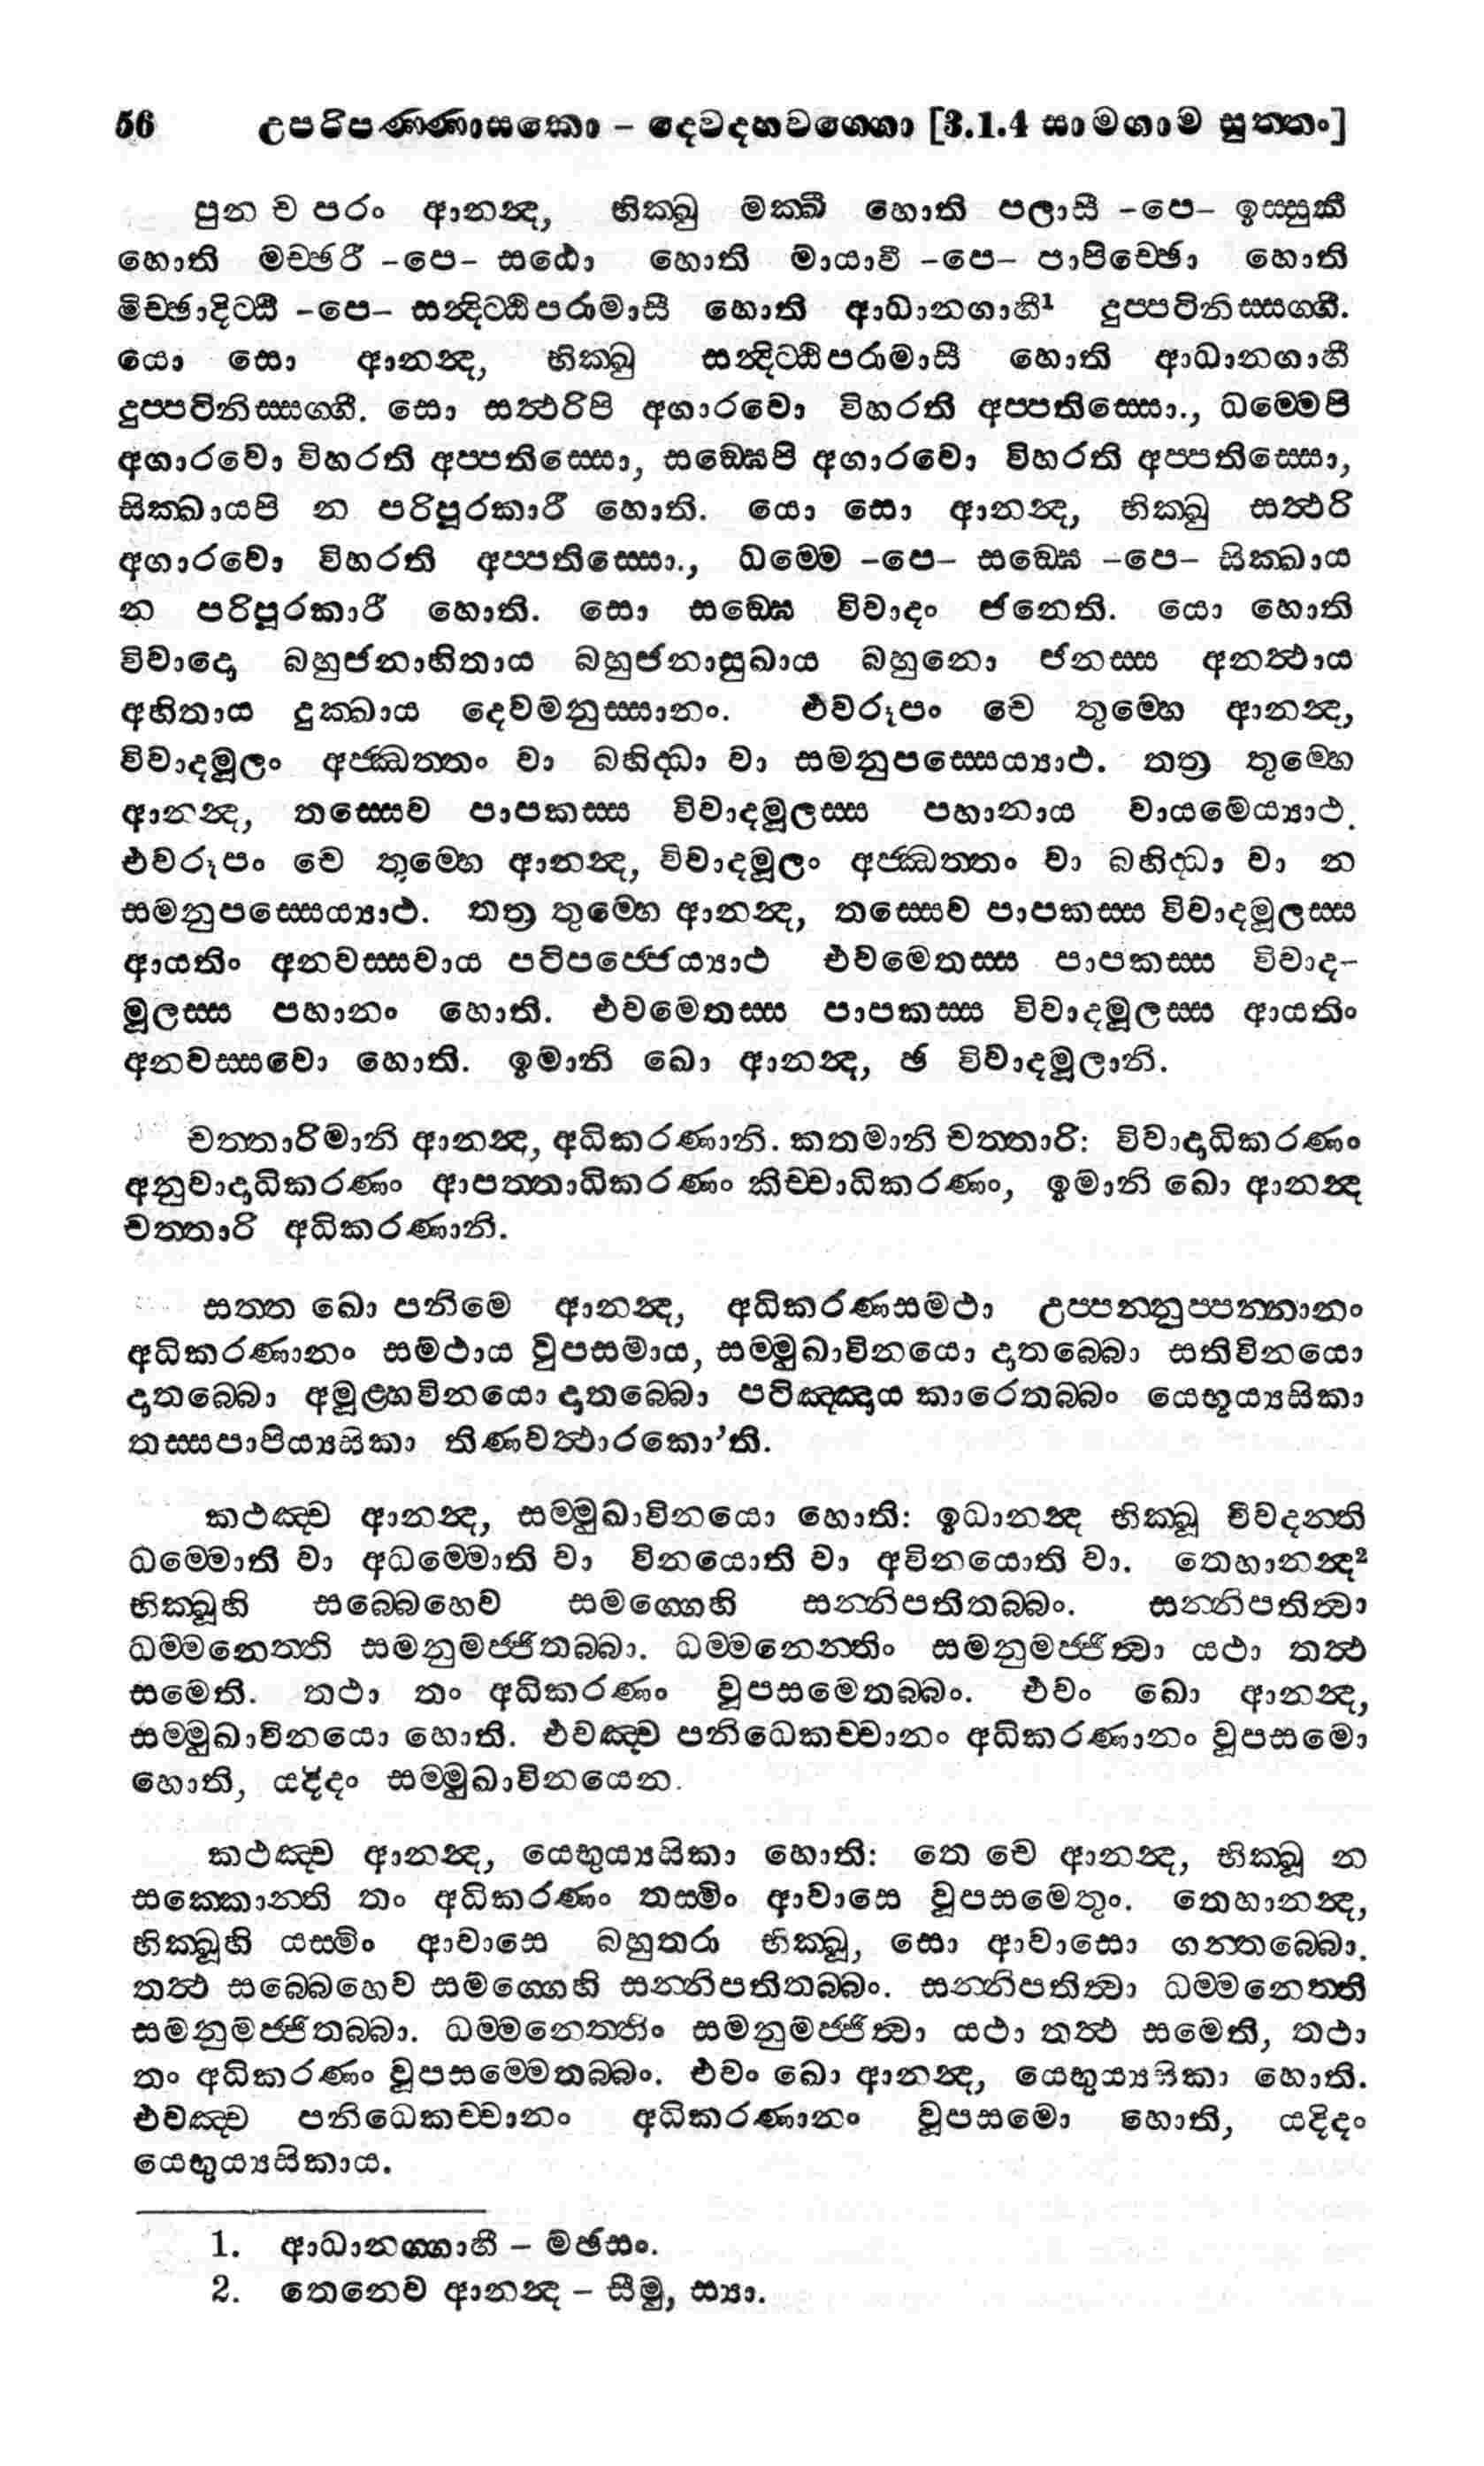 56 උපරිපණ්ණාසකො – දෙවදහවග්ගො [3.1.4 සාමගාම සුත්තං]
පුන ච පරං ආනන්ද, භික්ඛු මක්ඛී හොති පලාසී –පෙ– ඉස්සුකී
හොති මච්ඡරී –පෙ– සඨො හොති මායාවී –පෙ– පාපිච්ඡො හොති
මිච්ඡාදිට්ඨී –පෙ– සන්දිට්ඨිපරාමාසී හොති ආධානගාහී¹ දුප්පටිනිස්සග්ගී.
යො සො ආනන්ද, භික්ඛු සන්දිට්ඨිපරාමාසී හොති ආධානගාහී
දුප්පටිනිස්සග්ගී. සො සත්ථරිපි අගාරවො විහරති අප්පතිස්සො., ධම්මෙපි
අගාරවො විහරති අප්පතිස්සො, සඞ්ඝෙපි අගාරවො විහරති අප්පතිස්සො,
සික්ඛායපි න පරිපූරකාරී හොති. යො සො ආනන්ද, භික්ඛු සත්ථරි
අගාරවො විහරති අප්පතිස්සො., ධම්මෙ –පෙ– සඞ්ඝෙ –පෙ– සික්ඛාය
න පරිපූරකාරී හොති. සො සඞ්ඝෙ විවාදං ජනෙති. යො හොති
විවාදො බහුජනාහිතාය බහුජනාසුඛාය බහුනො ජනස්ස අනත්ථාය
අහිතාය දුක්ඛාය දෙවමනුස්සානං. එවරූපං චෙ තුම්හෙ ආනන්ද,
විවාදමූලං අජ්ඣත්තං වා බහිද්ධා වා සමනුපස්සෙය්‍යාථ. තත්‍ර තුම්හෙ
ආනන්ද, තස්සෙව පාපකස්ස විවාදමූලස්ස පහානාය වායමෙය්‍යාථ.
එවරූපං චෙ තුම්හෙ ආනන්ද, විවාදමූලං අජ්ඣත්තං වා බහිද්ධා වා න
සමනුපස්සෙය්‍යාථ. තත්‍ර තුම්හෙ ආනන්ද, තස්සෙව පාපකස්ස විවාදමූලස්ස
ආයතිං අනවස්සවාය පටිපජ්ජෙය්‍යාථ එවමෙතස්ස පාපකස්ස විවාද–
මූලස්ස පහානං හොති. එවමෙතස්ස පාපකස්ස විවාදමූලස්ස ආයතිං
අනවස්සවො හොති. ඉමානි ඛො ආනන්ද, ඡ විවාදමූලානි.
චත්තාරිමානි ආනන්ද, අධිකරණානි. කතමානි චත්තාරි: විවාදාධිකරණං
අනුවාදාධිකරණං ආපත්තාධිකරණං කිච්චාධිකරණං, ඉමානි ඛො ආනන්ද
චත්තාරි අධිකරණානි.
සත්ත ඛො පනිමෙ ආනන්ද, අධිකරණසමථා උප්පන්නුප්පන්නානං
අධිකරණානං සමථාය වූපසමාය, සම්මුඛාවිනයො දාතබ්බො සතිවිනයො
දාතබ්බො අමූළ්හවිනයො දාතබ්බො පටිඤ්ඤාය කාරෙතබ්බං යෙභූය්‍යසිකා
තස්සපාපිය්‍යසිකා තිණවත්ථාරකො'ති.
කථඤ්ච ආනන්ද, සම්මුඛාවිනයො හොති: ඉධානන්ද භික්ඛූ විවදන්ති
ධම්මොති වා අධම්මොති වා විනයොති වා අවිනයොති වා. තෙහානන්ද²
භික්ඛූහි සබ්බෙහෙව සමග්ගෙහි සන්නිපතිතබ්බං. සන්නිපතිත්‍වා
ධම්මනෙත්ති සමනුමජ්ජිතබ්බා. ධම්මනෙත්තිං සමනුමජ්ජිත්‍වා යථා තත්ථ
සමෙති. තථා තං අධිකරණං වූපසමෙතබ්බං. එවං ඛො ආනන්ද,
සම්මුඛාවිනයො හොති. එවඤ්ච පනිධෙකච්චානං අධිකරණානං වූපසමො
හොති, යදිදං සම්මුඛාවිනයෙන.
කථඤ්ච ආනන්ද, යෙභුය්‍යසිකා හොති: තෙ චෙ ආනන්ද, භික්ඛූ න
සක්කොන්ති තං අධිකරණං තස්මිං ආවාසෙ වූපසමෙතුං. තෙහානන්ද,
භික්ඛූහි යස්මිං ආවාසෙ බහුතරා භික්ඛූ, සො ආවාසො ගන්තබ්බො.
තත්ථ සබ්බෙහෙව සමග්ගෙහි සන්නිපතිතබ්බං. සන්නිපතිත්‍වා ධම්මනෙත්ති
සමනුමජ්ජිතබ්බා. ධම්මනෙත්තිං සමනුමජ්ජිත්‍වා යථා තත්ථ සමෙති, තථා
තං අධිකරණං වූපසම්මෙතබ්බං. එවං ඛො ආනන්ද, යෙභුය්‍යසිකා හොති.
එවඤ්ච පනිධෙකච්චානං අධිකරණානං වූපසමො හොති, යදිදං
යෙභූය්‍යසිකාය.
1. ආධානග්ගාහී – මඡසං.
2. තෙනෙව ආනන්ද – සීමු, ස්‍යා.